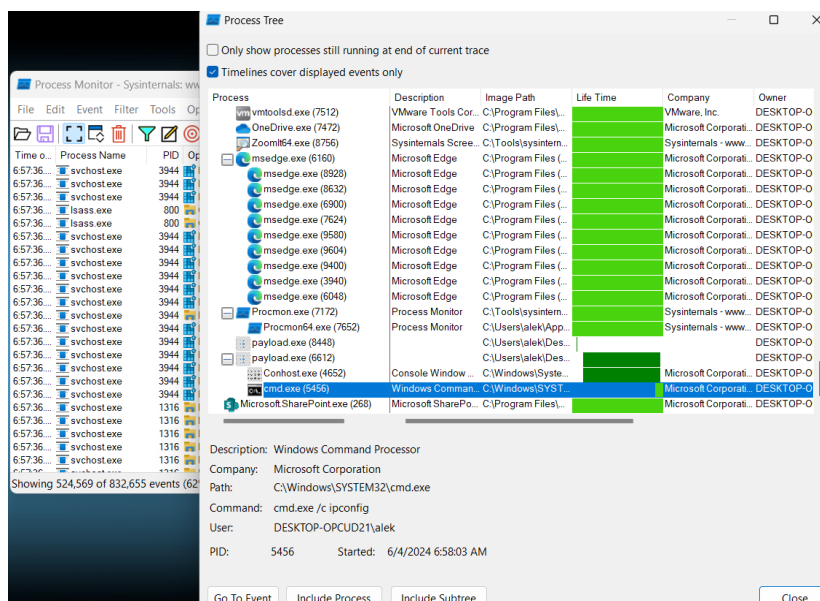 Process Tree
Only show processes still running at end of current trace
Timelines cover displayed events only
Process Description Image Path Life Time Company Owner
vmtoolsd.exe (7512) VMware Tools Cor... C:\Program Files\... VMware, Inc. DESKTOP-O
OneDrive.exe (7472) Microsoft OneDrive C:\Program Files\... Microsoft Corporati... DESKTOP-O
ZoomIt64.exe (8756) Sysinternals Scree... C:\Tools\sysintern... Sysinternals - www.... DESKTOP-O
msedge.exe (6160) Microsoft Edge C:\Program Files (... Microsoft Corporati... DESKTOP-O
msedge.exe (8928) Microsoft Edge C:\Program Files (... Microsoft Corporati... DESKTOP-O
msedge.exe (8632) Microsoft Edge C:\Program Files (... Microsoft Corporati... DESKTOP-O
msedge.exe (6900) Microsoft Edge C:\Program Files (... Microsoft Corporati... DESKTOP-O
msedge.exe (7624) Microsoft Edge C:\Program Files (... Microsoft Corporati... DESKTOP-O
msedge.exe (9580) Microsoft Edge C:\Program Files (... Microsoft Corporati... DESKTOP-O
msedge.exe (9604) Microsoft Edge C:\Program Files (... Microsoft Corporati... DESKTOP-O
msedge.exe (9400) Microsoft Edge C:\Program Files (... Microsoft Corporati... DESKTOP-O
msedge.exe (3940) Microsoft Edge C:\Program Files (... Microsoft Corporati... DESKTOP-O
msedge.exe (6048) Microsoft Edge C:\Program Files (... Microsoft Corporati... DESKTOP-O
Procmon.exe (7172) Process Monitor C:\Tools\sysintern... Sysinternals - www.... DESKTOP-O
Procmon64.exe (7652) Process Monitor C:\Users\alek\App... Sysinternals - www.... DESKTOP-O
payload.exe (8448) C:\Users\alek\Des... DESKTOP-O
payload.exe (6612) C:\Users\alek\Des... DESKTOP-O
Conhost.exe (4652) Console Window ... C:\Windows\Syste... Microsoft Corporati... DESKTOP-O
cmd.exe (5456) Windows Comman... C:\Windows\SYST... Microsoft Corporati... DESKTOP-O
Microsoft.SharePoint.exe (268) Microsoft SharePo... C:\Program Files\... Microsoft Corporati... DESKTOP-O
Description: Windows Command Processor
Company: Microsoft Corporation
Path: C:\Windows\SYSTEM32\cmd.exe
Command: cmd.exe /c ipconfig
User: DESKTOP-OPCUD21\alek
PID: 5456 Started: 6/4/2024 6:58:03 AM
Go To Event Include Process Include Subtree Close
Process Monitor - Sysinternals: ww
File Edit Event Filter Tools Op
Time o... Process Name PID Op
6:57:36.... svchost.exe 3944
6:57:36.... svchost.exe 3944
6:57:36.... svchost.exe 3944
6:57:36.... lsass.exe 800
6:57:36.... lsass.exe 800
6:57:36.... svchost.exe 3944
6:57:36.... svchost.exe 3944
6:57:36.... svchost.exe 3944
6:57:36.... svchost.exe 3944
6:57:36.... svchost.exe 3944
6:57:36.... svchost.exe 3944
6:57:36.... svchost.exe 3944
6:57:36.... svchost.exe 3944
6:57:36.... svchost.exe 3944
6:57:36.... svchost.exe 3944
6:57:36.... svchost.exe 3944
6:57:36.... svchost.exe 3944
6:57:36.... svchost.exe 3944
6:57:36.... svchost.exe 1316
6:57:36.... svchost.exe 1316
6:57:36.... svchost.exe 1316
6:57:36.... svchost.exe 1316
6:57:36.... svchost.exe 1316
6:57:36.... svchost.exe 1316
Showing 524,569 of 832,655 events (62%